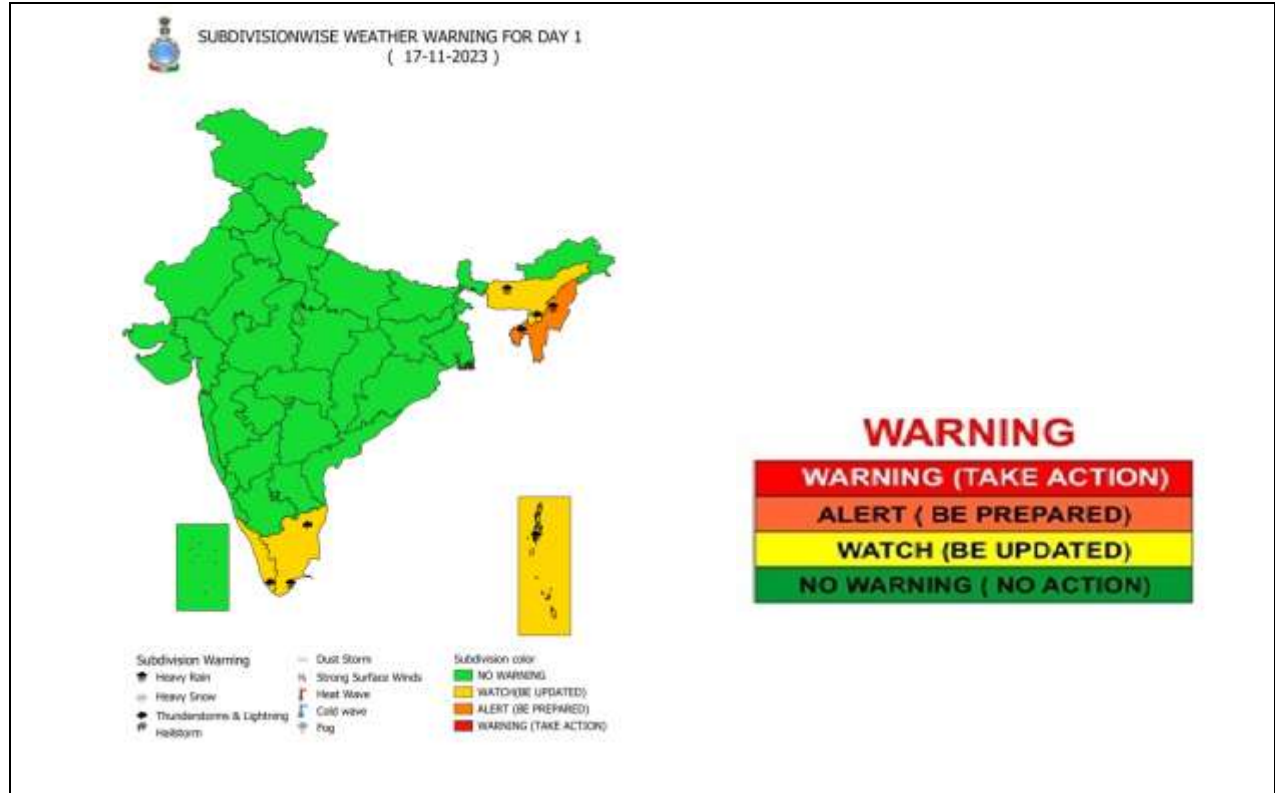 SUBDIVISIONWISE WEATHER WARNING FOR DAY 1
( 17-11-2023 )
WARNING
WARNING (TAKE ACTION)
ALERT ( BE PREPARED)
WATCH (BE UPDATED)
NO WARNING ( NO ACTION)
Subdivision Warning
Heavy Rain
Heavy Snow
Thunderstorms & Lightning
Hailstorm
Dust Storm
Strong Surface Winds
Heat Wave
Cold wave
Fog
Subdivision color
NO WARNING
WATCH(BE UPDATED)
ALERT (BE PREPARED)
WARNING (TAKE ACTION)